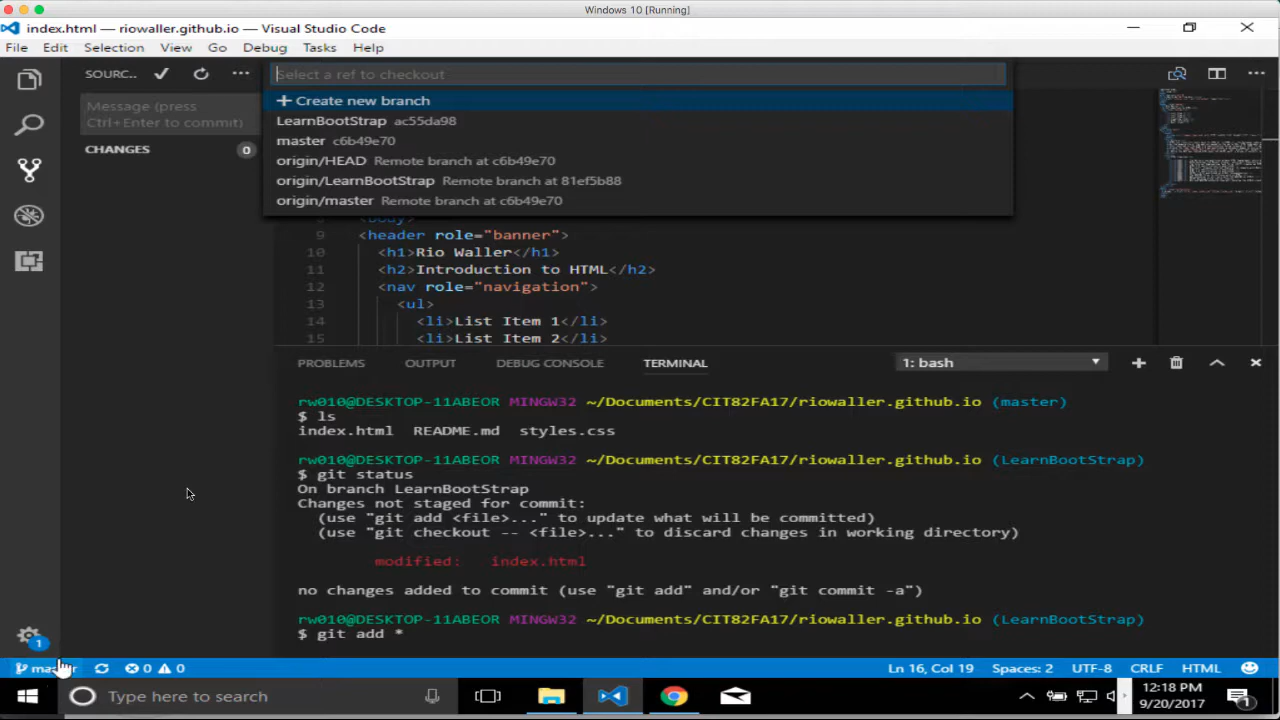 Windows 10 [Running]
index.html — riowaller.github.io — Visual Studio Code
File Edit Selection View Go Debug Tasks Help
SOURC.. ...
Select a ref to checkout
Message (press
Ctrl+Enter to commit)
CHANGES 0
+ Create new branch
LearnBootStrap ac55da98
master c6b49e70
origin/HEAD Remote branch at c6b49e70
origin/LearnBootStrap Remote branch at 81ef5b88
origin/master Remote branch at c6b49e70
<body>
9 <header role="banner">
10 <h1>Rio Waller</h1>
11 <h2>Introduction to HTML</h2>
12 <nav role="navigation">
13 <ul>
14 <li>List Item 1</li>
15 <li>List Item 2</li>
PROBLEMS OUTPUT DEBUG CONSOLE TERMINAL 1: bash
rw010@DESKTOP-11ABEOR MINGW32 ~/Documents/CIT82FA17/riowaller.github.io (master)
$ ls
index.html README.md styles.css
rw010@DESKTOP-11ABEOR MINGW32 ~/Documents/CIT82FA17/riowaller.github.io (LearnBootStrap)
$ git status
On branch LearnBootStrap
Changes not staged for commit:
(use "git add <file>..." to update what will be committed)
(use "git checkout -- <file>..." to discard changes in working directory)
modified: index.html
no changes added to commit (use "git add" and/or "git commit -a")
rw010@DESKTOP-11ABEOR MINGW32 ~/Documents/CIT82FA17/riowaller.github.io (LearnBootStrap)
$ git add *
1
0 0 Ln 16, Col 19 Spaces: 2 UTF-8 CRLF HTML
Type here to search
12:18 PM
9/20/2017
1